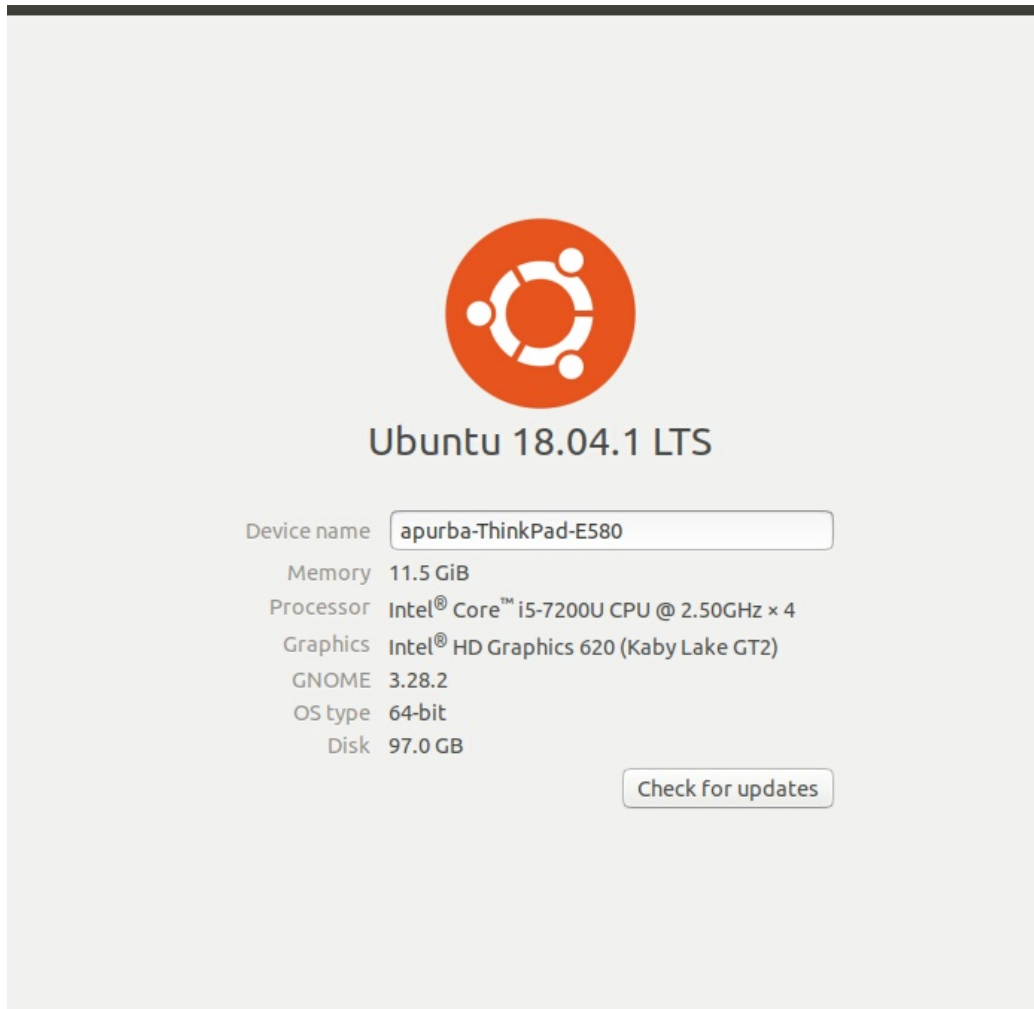 Ubuntu 18.04.1 LTS
Device name apurba-ThinkPad-E580
Memory 11.5 GiB
Processor Intel® Core™ i5-7200U CPU @ 2.50GHz × 4
Graphics Intel® HD Graphics 620 (Kaby Lake GT2)
GNOME 3.28.2
OS type 64-bit
Disk 97.0 GB
Check for updates